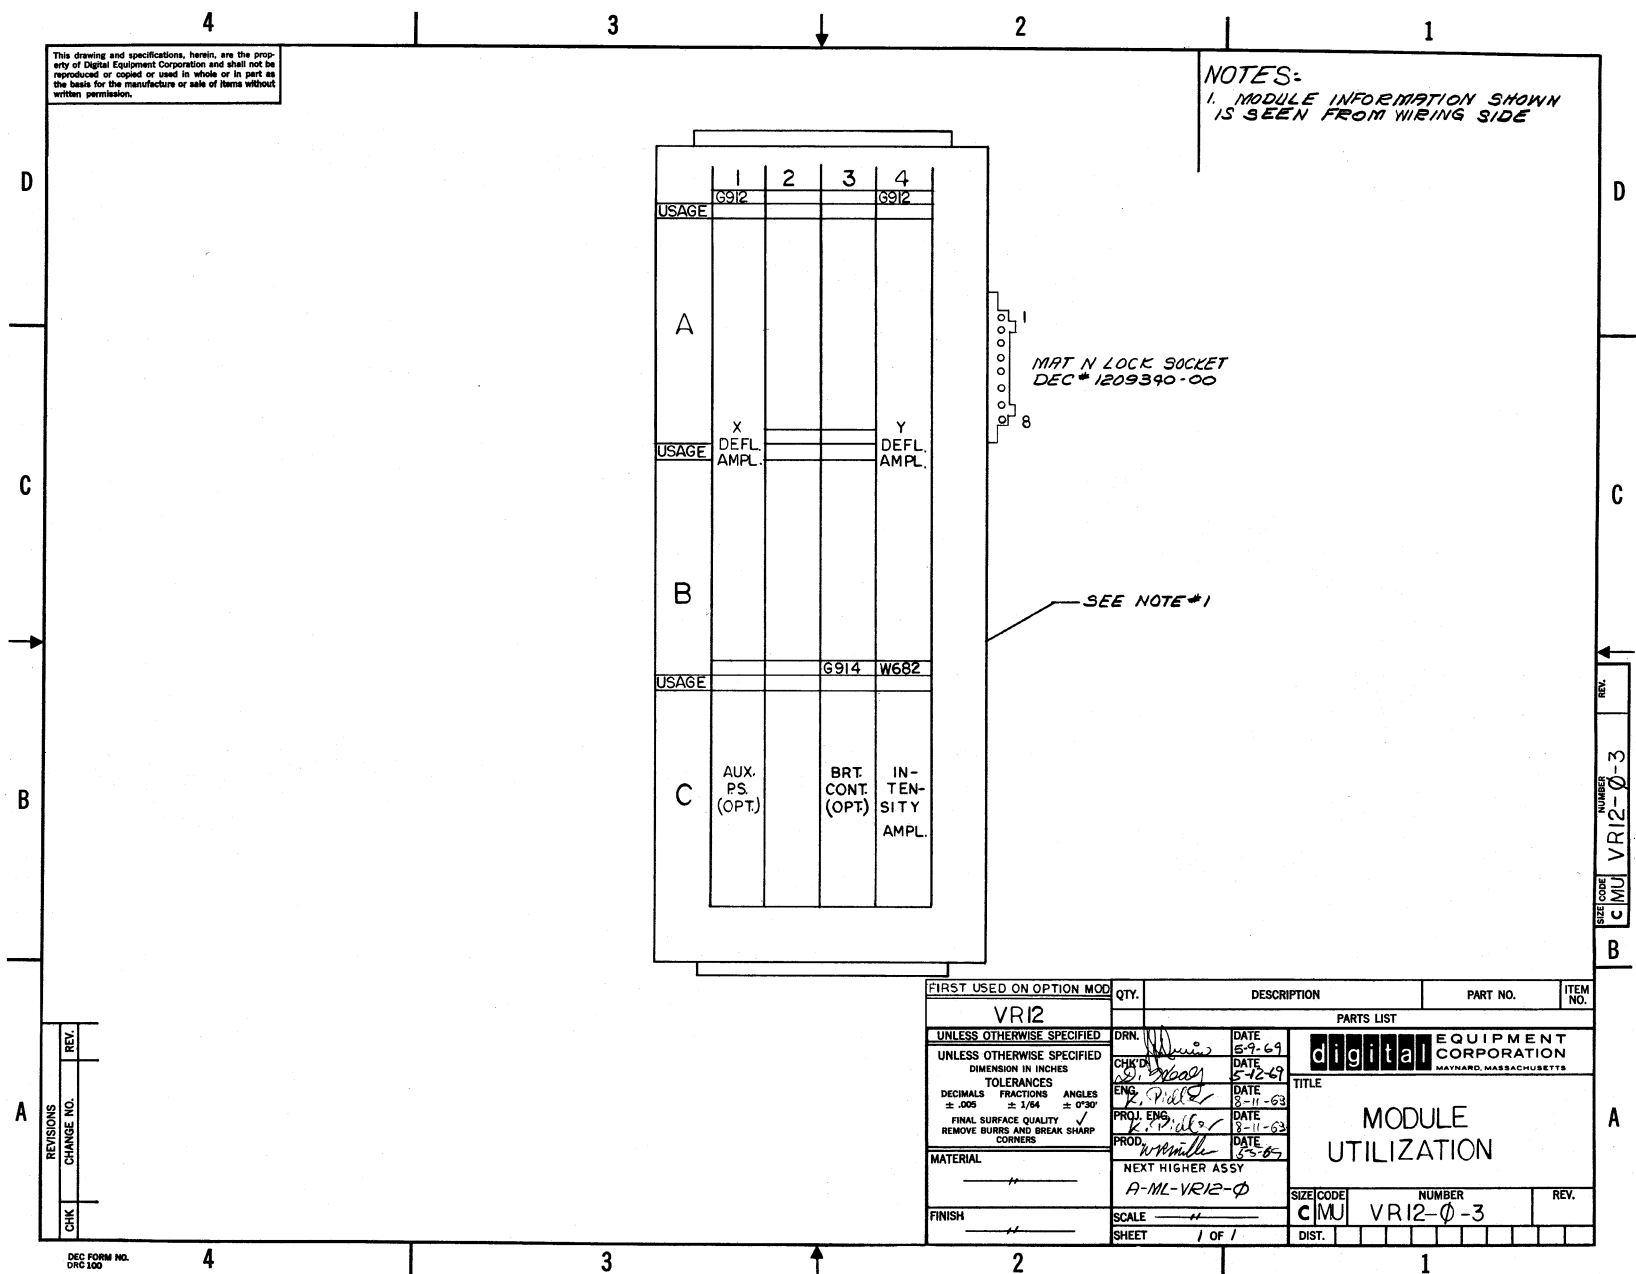 4 3 2 1
This drawing and specifications, herein, are the prop-
erty of Digital Equipment Corporation and shall not be
reproduced or copied or used in whole or in part as
the basis for the manufacture or sale of items without
written permission.
NOTES:
1. MODULE INFORMATION SHOWN
IS SEEN FROM WIRING SIDE
D
D
1 2 3 4
G912 G912
USAGE
A
1
MAT N LOCK SOCKET
DEC# 1209340-00
8
X
DEFL.
AMPL.
Y
DEFL.
AMPL.
USAGE
C
C
B
SEE NOTE #1
G914 W682
USAGE
C
AUX.
P.S.
(OPT.)
BRT.
CONT.
(OPT.)
IN-
TEN-
SITY
AMPL.
B
B
REV.
NUMBER
VR12-Ø-3
SIZE CODE
C MU
FIRST USED ON OPTION MOD
VR12
QTY. DESCRIPTION PART NO. ITEM NO.
PARTS LIST
UNLESS OTHERWISE SPECIFIED
UNLESS OTHERWISE SPECIFIED
DIMENSION IN INCHES
TOLERANCES
DECIMALS FRACTIONS ANGLES
± .005 ± 1/64 ± 0°30'
FINAL SURFACE QUALITY
REMOVE BURRS AND BREAK SHARP
CORNERS
MATERIAL
FINISH
DRN. DATE
5-9-69
CHK'D DATE
5-12-69
ENG. DATE
PROJ. ENG. DATE
PROD. DATE
NEXT HIGHER ASSY
A-ML-VR12-Ø
SCALE
SHEET 1 OF 1
digital EQUIPMENT
CORPORATION
MAYNARD, MASSACHUSETTS
TITLE
MODULE
UTILIZATION
SIZE CODE NUMBER REV.
C MU VR12-Ø-3
DIST.
A
A
REVISIONS
CHK CHANGE NO. REV.
DEC FORM NO.
DRC 100
4 3 2 1